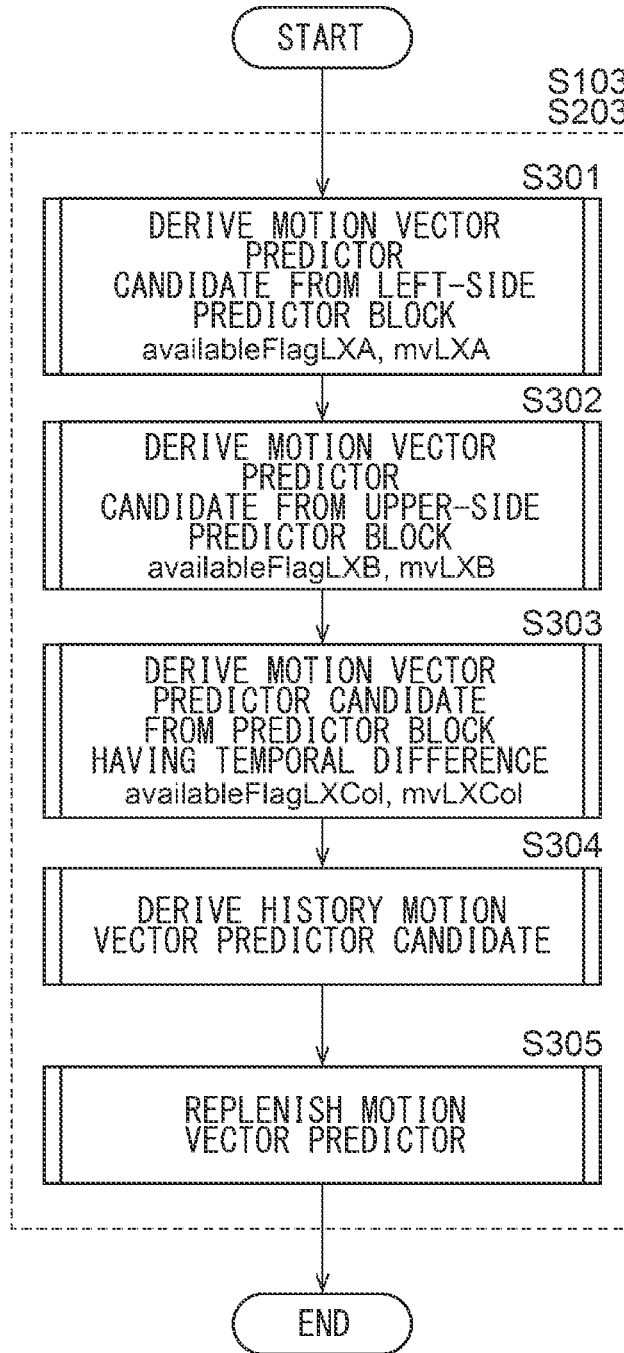 START
S103
S203
S301
DERIVE MOTION VECTOR
PREDICTOR
CANDIDATE FROM LEFT-SIDE
PREDICTOR BLOCK
availableFlagLXA, mvLXA
S302
DERIVE MOTION VECTOR
PREDICTOR
CANDIDATE FROM UPPER-SIDE
PREDICTOR BLOCK
availableFlagLXB, mvLXB
S303
DERIVE MOTION VECTOR
PREDICTOR CANDIDATE
FROM PREDICTOR BLOCK
HAVING TEMPORAL DIFFERENCE
availableFlagLXCol, mvLXCol
S304
DERIVE HISTORY MOTION
VECTOR PREDICTOR CANDIDATE
S305
REPLENISH MOTION
VECTOR PREDICTOR
END